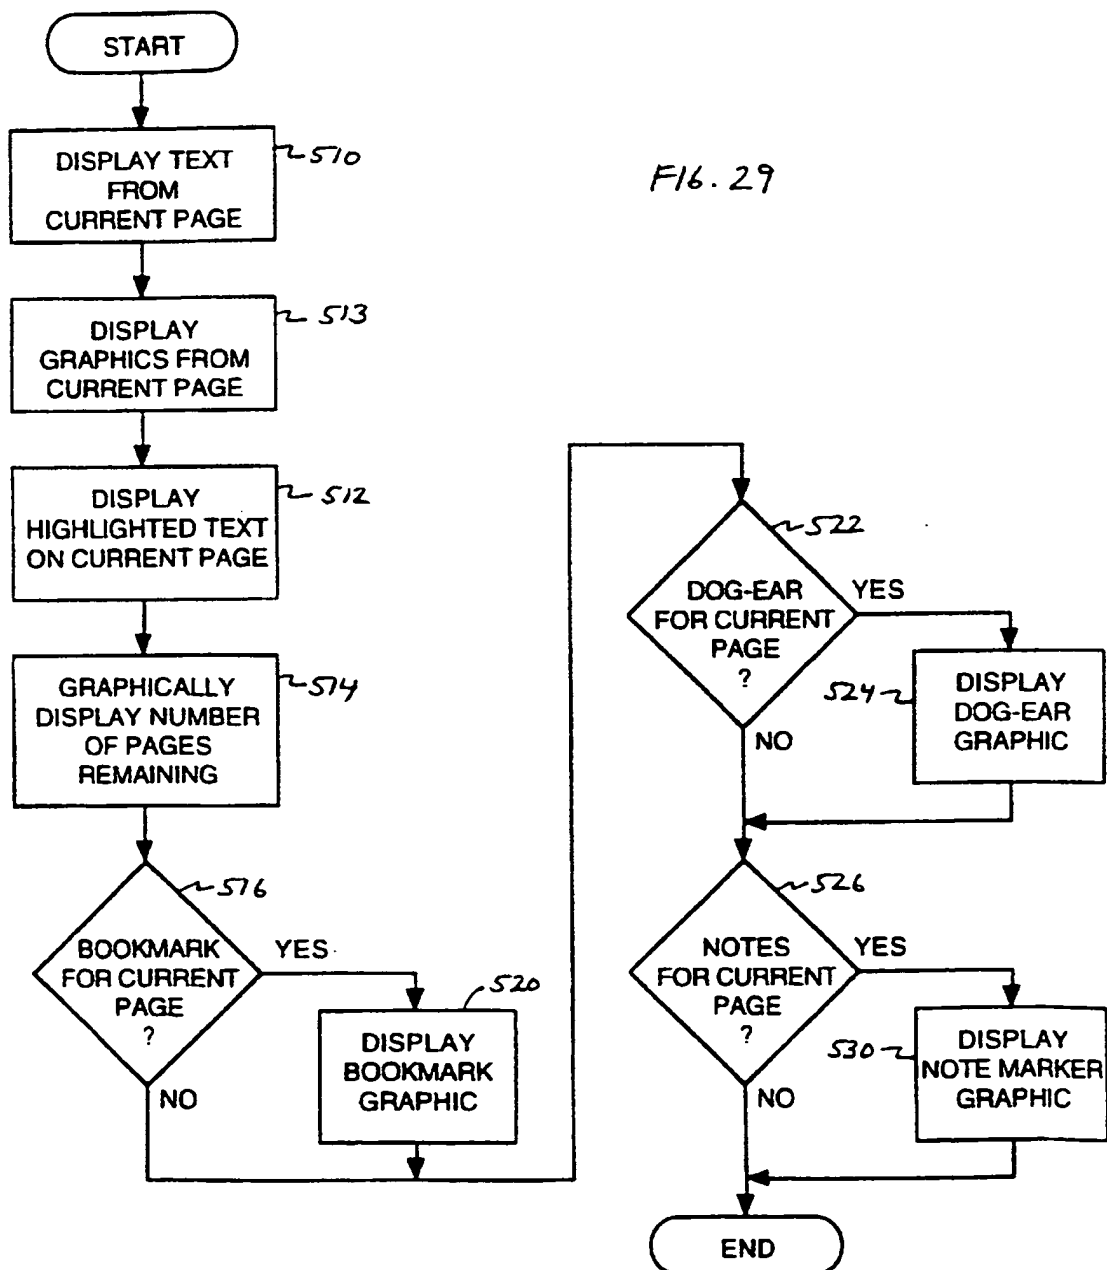 START
DISPLAY TEXT
FROM
CURRENT PAGE
510
FIG. 29
DISPLAY
GRAPHICS FROM
CURRENT PAGE
513
DISPLAY
HIGHLIGHTED TEXT
ON CURRENT PAGE
512
GRAPHICALLY
DISPLAY NUMBER
OF PAGES
REMAINING
514
BOOKMARK
FOR CURRENT
PAGE
?
516
YES
NO
DISPLAY
BOOKMARK
GRAPHIC
520
DOG-EAR
FOR CURRENT
PAGE
?
522
YES
NO
DISPLAY
DOG-EAR
GRAPHIC
524
NOTES
FOR CURRENT
PAGE
?
526
YES
NO
DISPLAY
NOTE MARKER
GRAPHIC
530
END